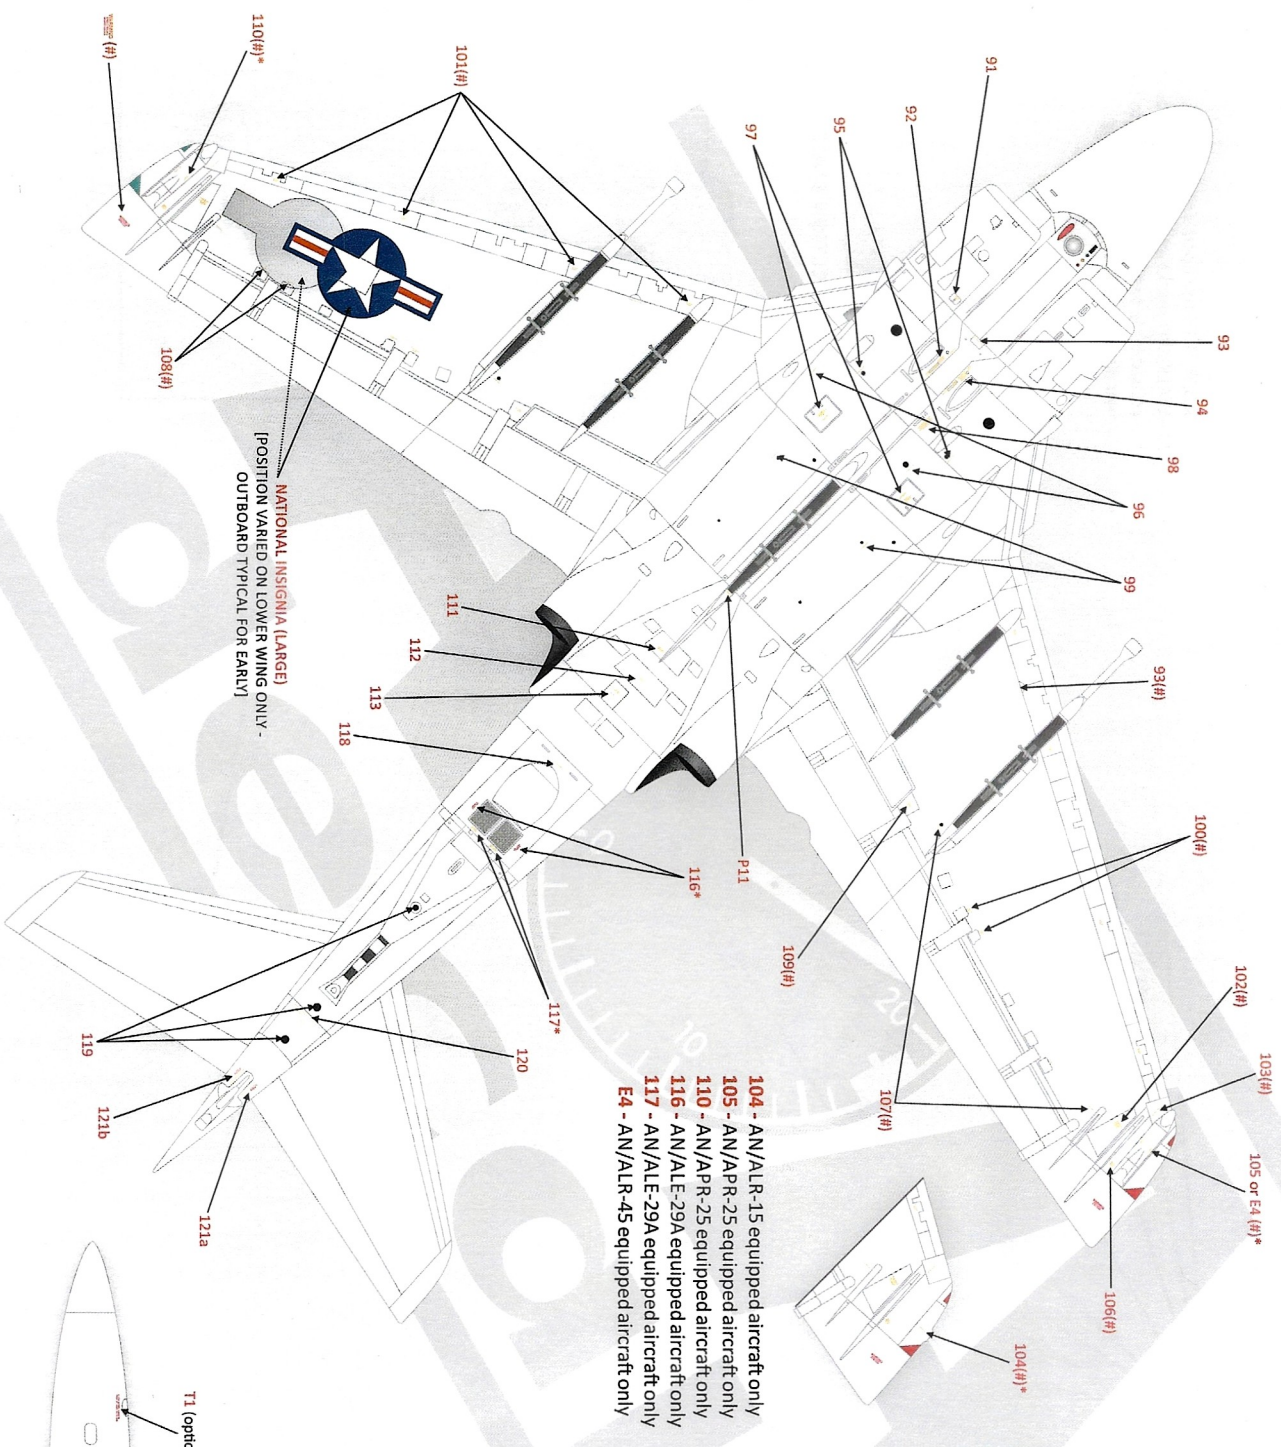 110(#)*
(#)
101(#)
91
92
95
97
93
94
98
96
99
108(#)
NATIONAL INSIGNIA (LARGE)
[POSITION VARIED ON LOWER WING ONLY -
OUTBOARD TYPICAL FOR EARLY]
111
112
113
118
93(#)
100(#)
P11
116*
109(#)
117*
102(#)
103(#)
105 or E4 (#)*
107(#)
106(#)
104(#)*
119
120
121b
121a
104 - AN/ALR-15 equipped aircraft only
105 - AN/APR-25 equipped aircraft only
110 - AN/APR-25 equipped aircraft only
116 - AN/ALE-29A equipped aircraft only
117 - AN/ALE-29A equipped aircraft only
E4 - AN/ALR-45 equipped aircraft only
T1
20
10